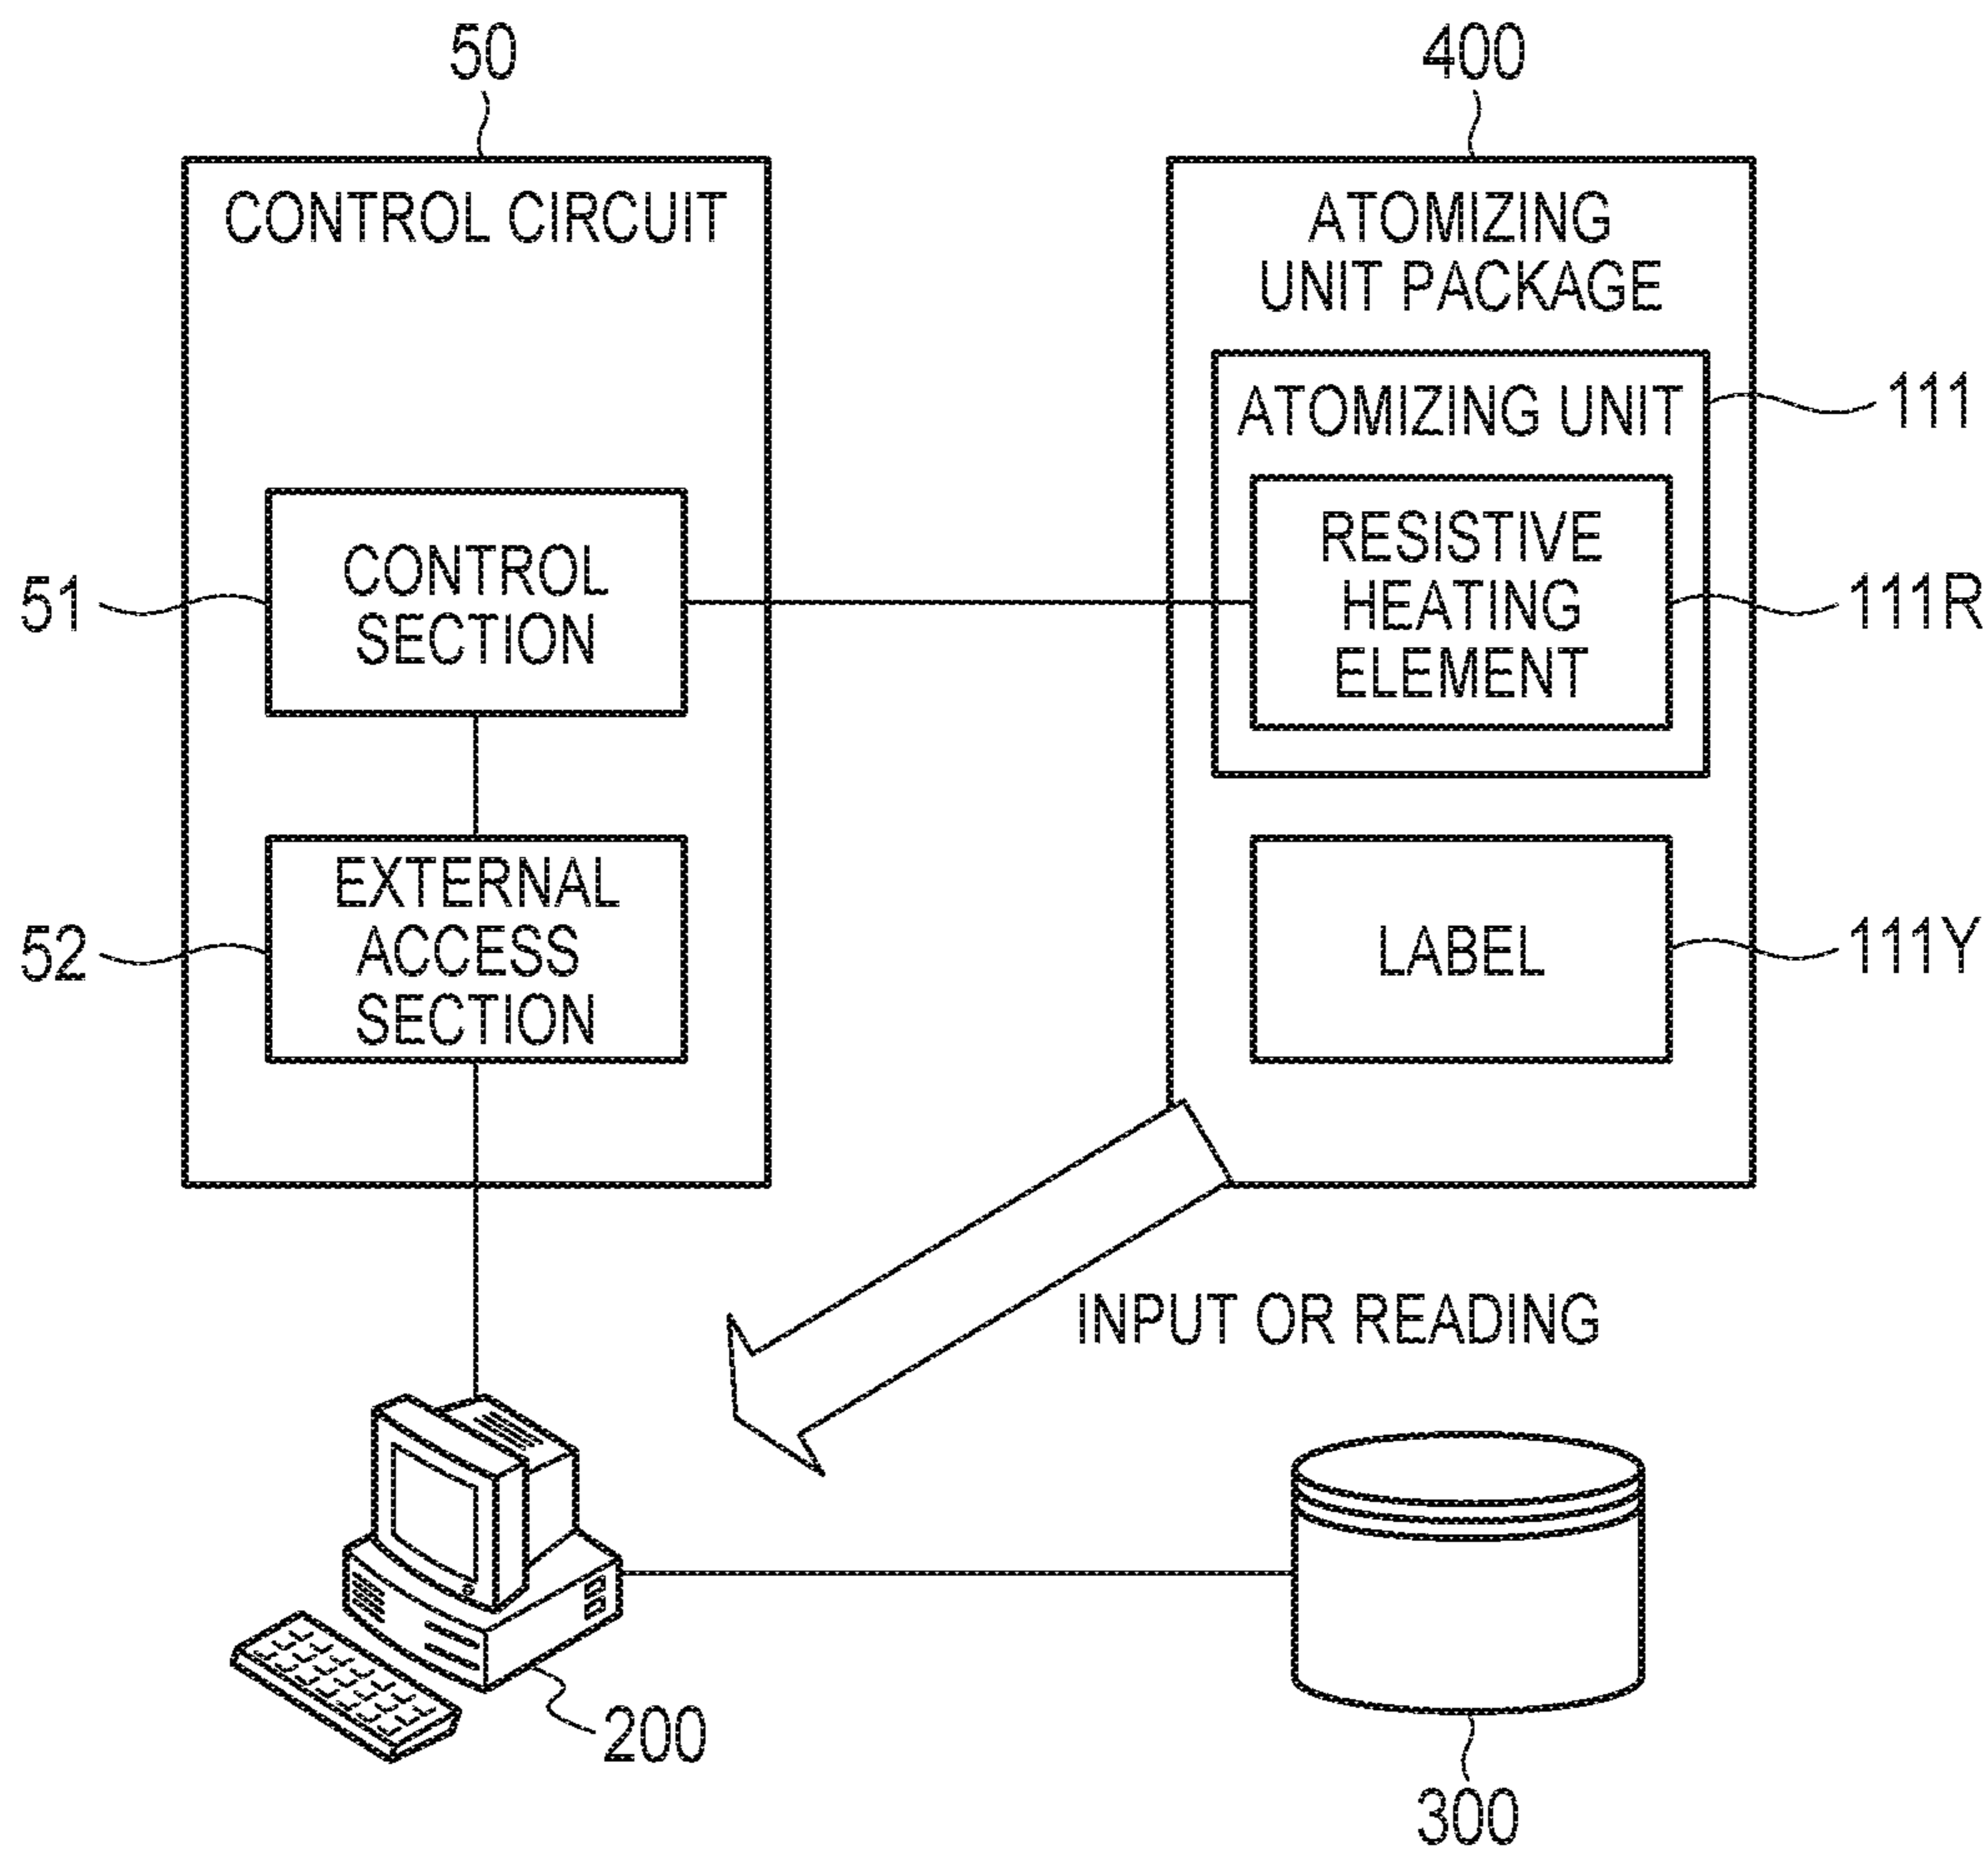 50
400
CONTROL CIRCUIT
ATOMIZING
UNIT PACKAGE
ATOMIZING UNIT
111
CONTROL
SECTION
51
RESISTIVE
HEATING
ELEMENT
111R
EXTERNAL
ACCESS
SECTION
52
LABEL
111Y
INPUT OR READING
200
300